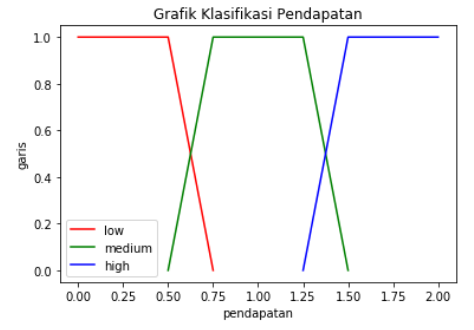 Grafik Klasifikasi Pendapatan
1.0
0.8
0.6
0.4
0.2
0.0
garis
low
medium
high
0.00 0.25 0.50 0.75 1.00 1.25 1.50 1.75 2.00
pendapatan